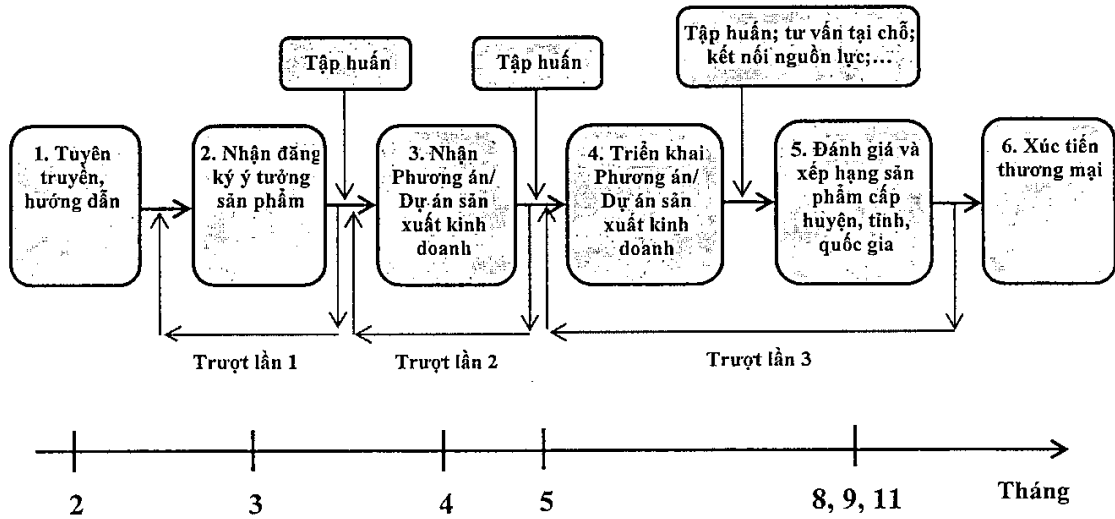 Tập huấn
Tập huấn
Tập huấn; tư vấn tại chỗ;
kết nối nguồn lực;...
1. Tuyên
truyền,
hướng dẫn
2. Nhận đăng
ký ý tưởng
sản phẩm
3. Nhận
Phương án/
Dự án sản
xuất kinh
doanh
4. Triển khai
Phương án/
Dự án sản
xuất kinh
doanh
5. Đánh giá và
xếp hạng sản
phẩm cấp
huyện, tỉnh,
quốc gia
6. Xúc tiến
thương mại
Trượt lần 1
Trượt lần 2
Trượt lần 3
2
3
4
5
8, 9, 11
Tháng